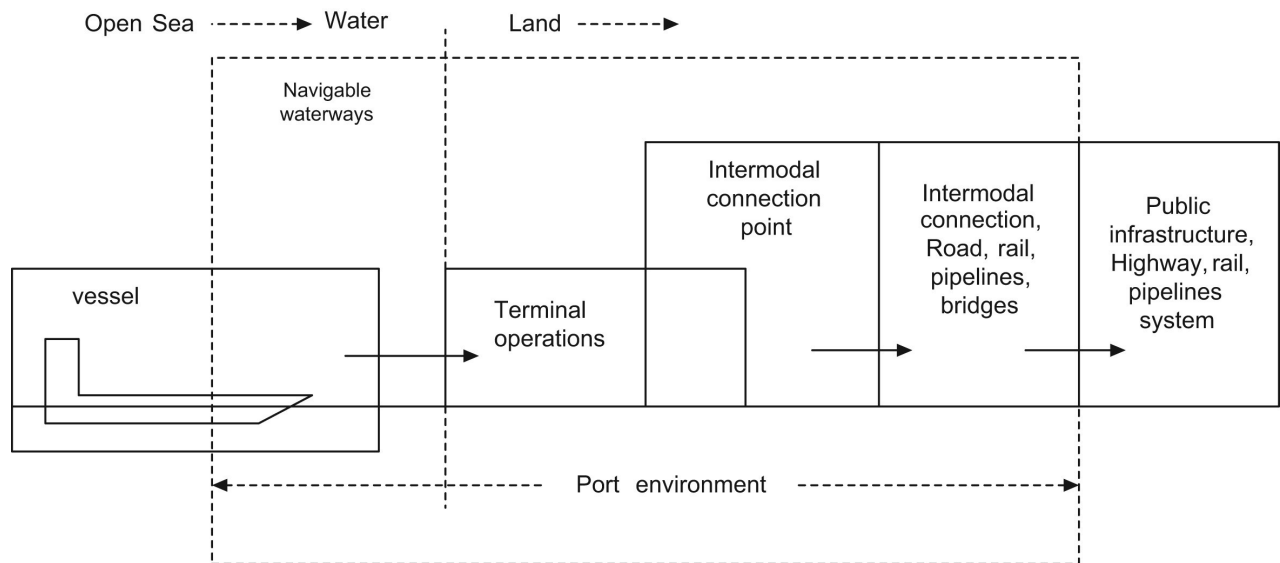 Open Sea
Water
Land
Navigable
waterways
vessel
Terminal
operations
Intermodal
connection
point
Intermodal
connection,
Road, rail,
pipelines,
bridges
Public
infrastructure,
Highway, rail,
pipelines
system
Port environment